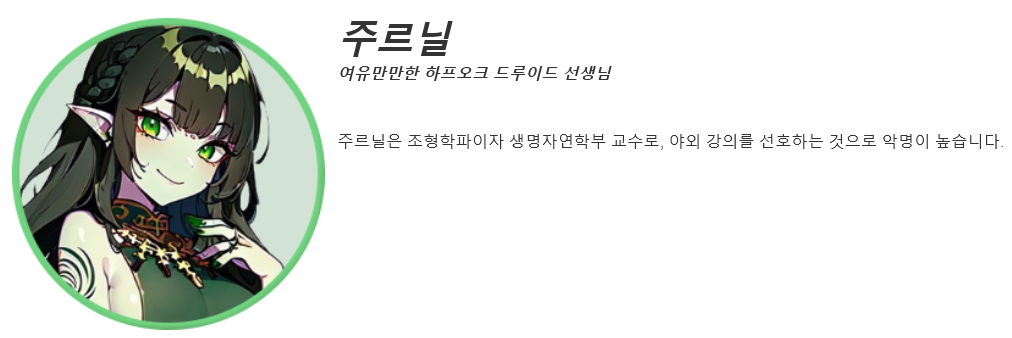 주르닐
여유만만한 하프오크 드루이드 선생님
주르닐은 조형학파이자 생명자연학부 교수로, 야외 강의를 선호하는 것으로 악명이 높습니다.